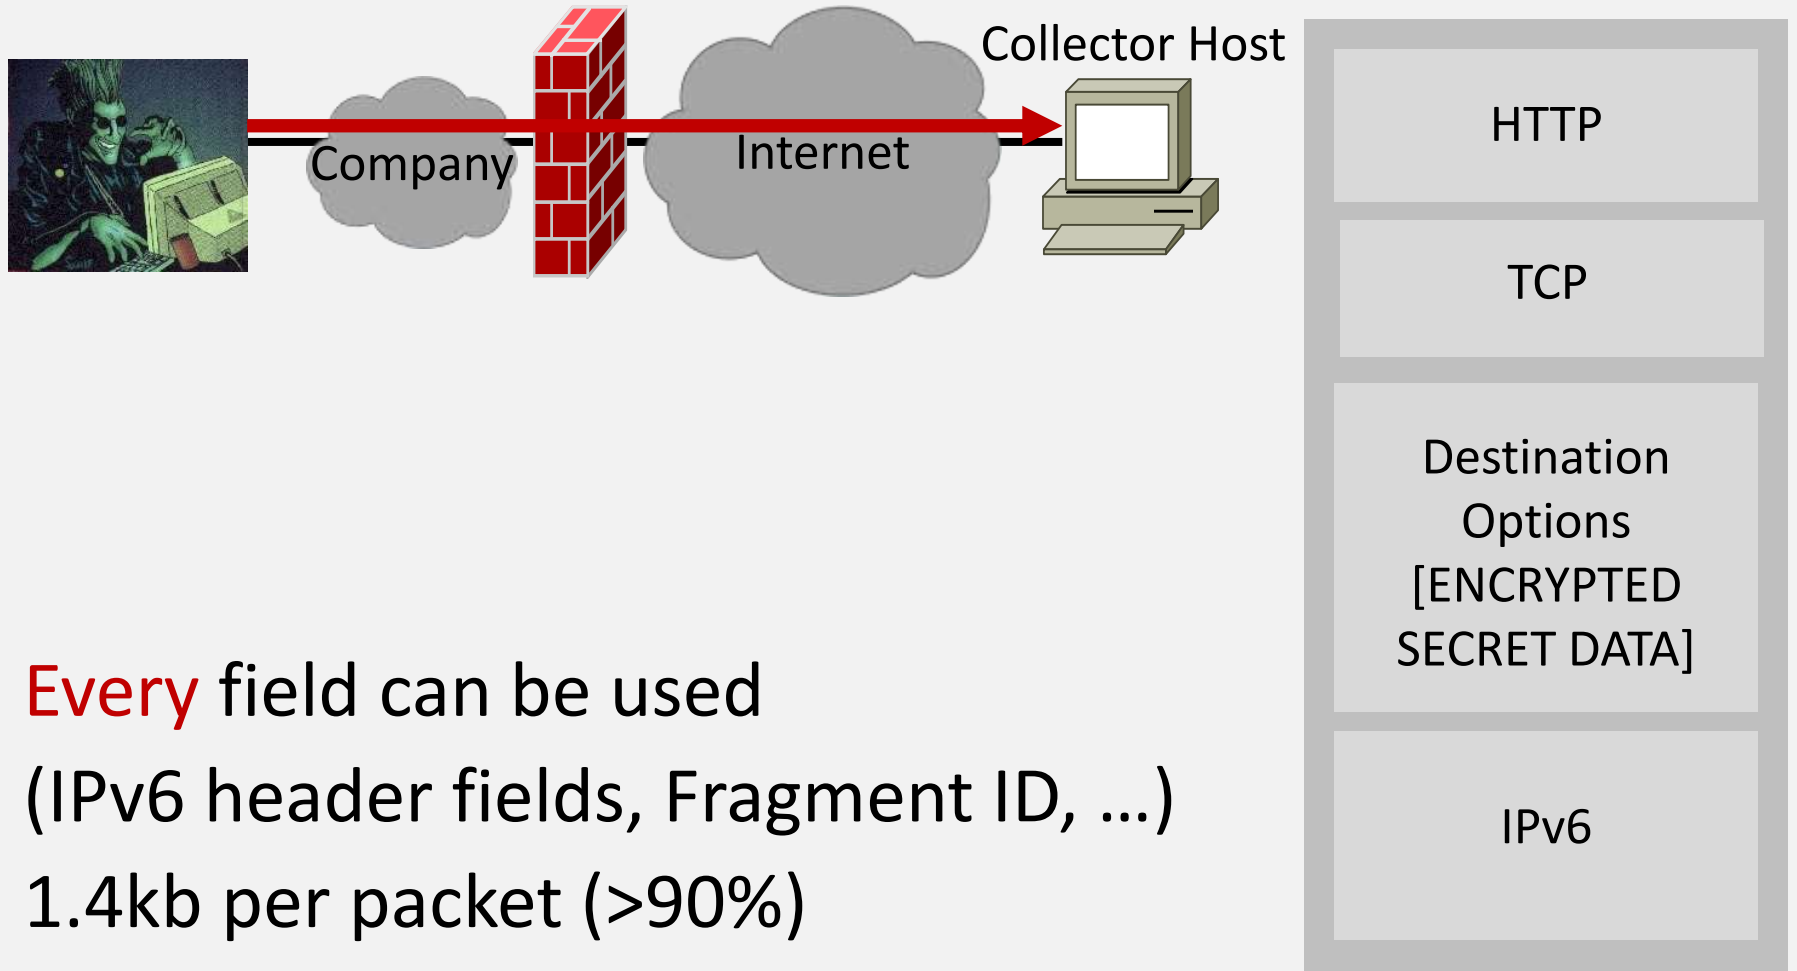 Collector Host
Company
Internet
HTTP
TCP
Destination
Options
[ENCRYPTED
SECRET DATA]
IPv6
Every field can be used
(IPv6 header fields, Fragment ID, ...)
1.4kb per packet (>90%)